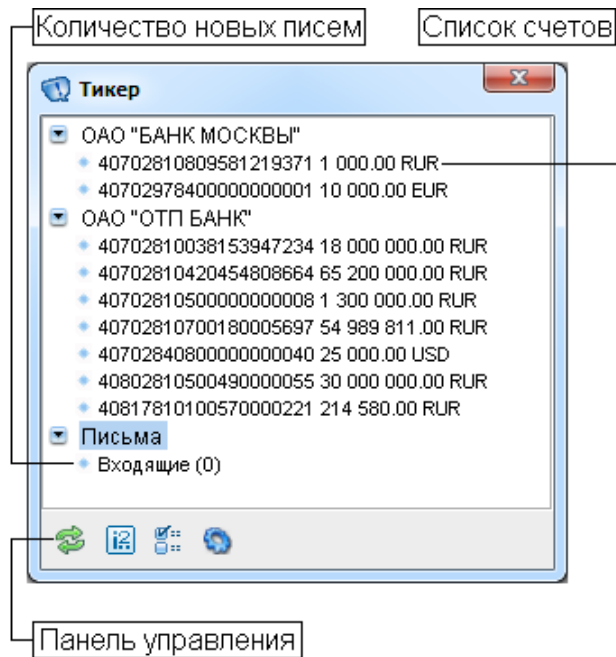 Количество новых писем
Список счетов
Тикер
ОАО "БАНК МОСКВЫ"
40702810809581219371 1 000.00 RUR
40702978400000000001 10 000.00 EUR
ОАО "ОТП БАНК"
40702810038153947234 18 000 000.00 RUR
40702810420454808664 65 200 000.00 RUR
40702810500000000008 1 300 000.00 RUR
40702810700180005697 54 989 811.00 RUR
40702840800000000040 25 000.00 USD
40802810500490000055 30 000 000.00 RUR
40817810100570000221 214 580.00 RUR
Письма
Входящие (0)
i2
Панель управления